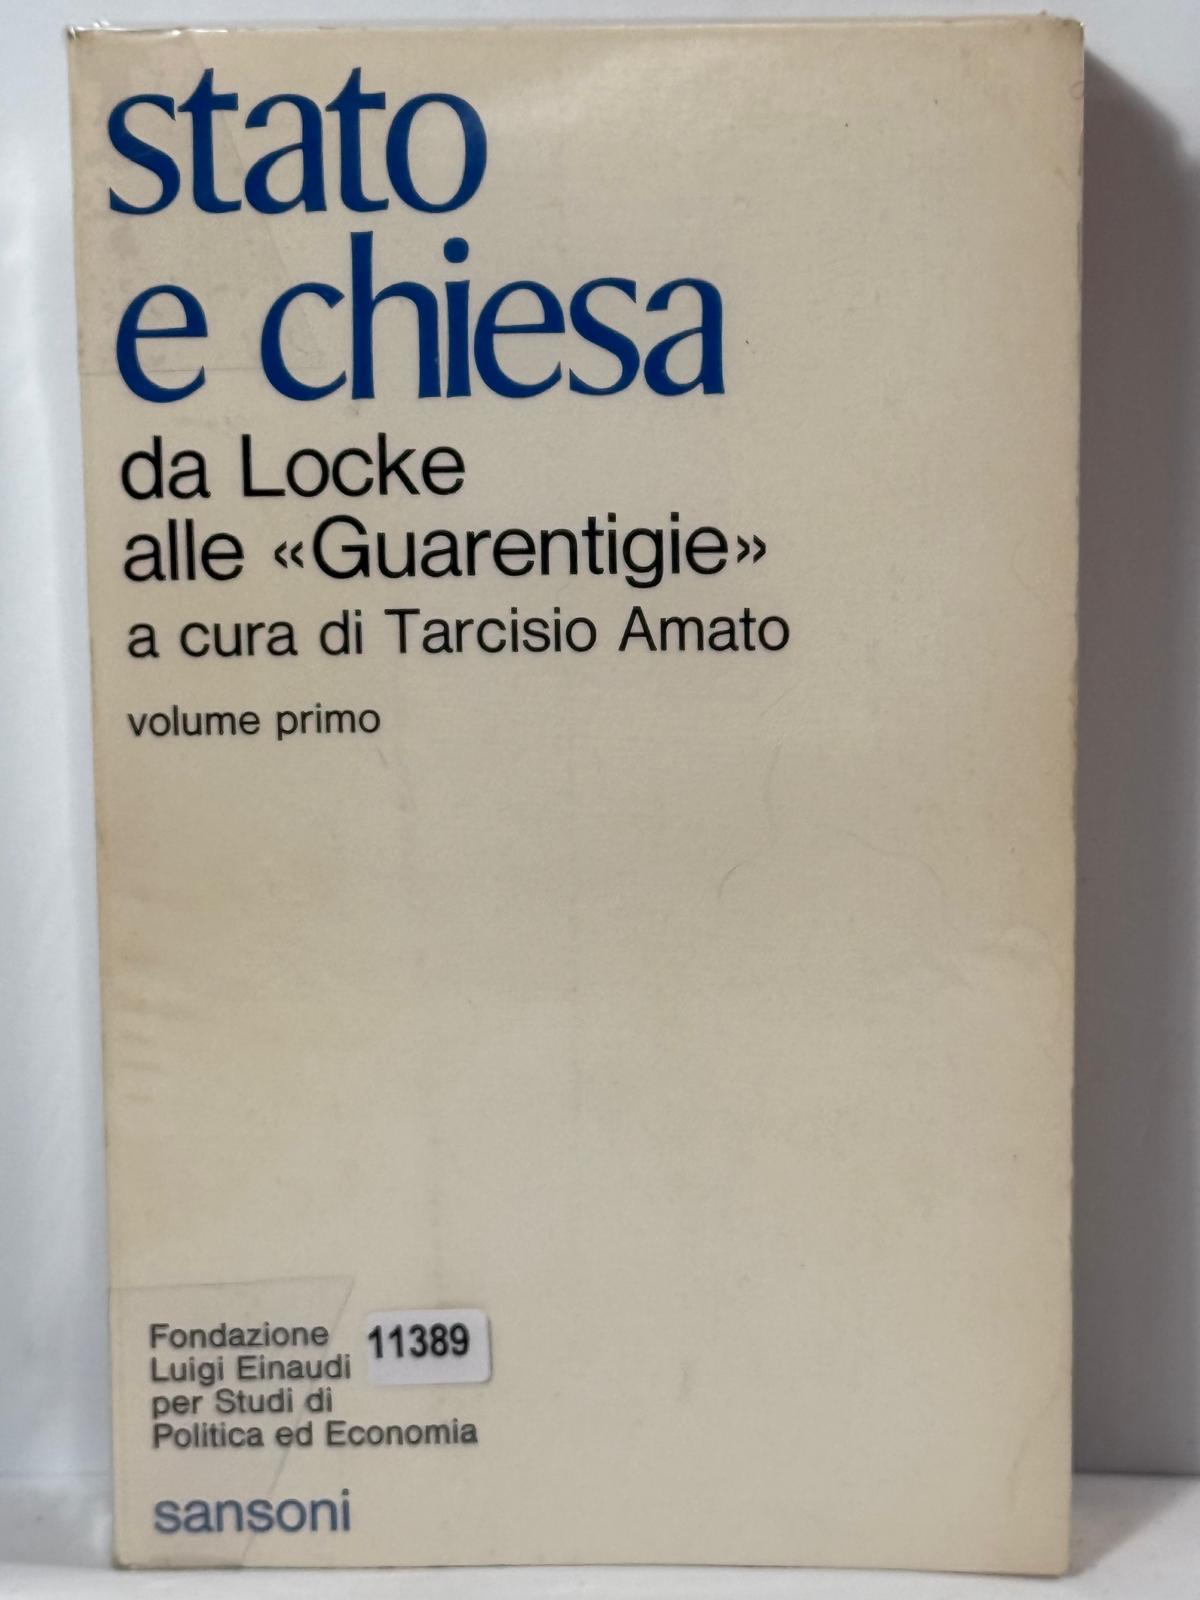 stato
e chiesa
da Locke
alle «Guarentigie»
a cura di Tarcisio Amato
volume primo
Fondazione
Luigi Einaudi
per Studi di
Politica ed Economia
11389
sansoni